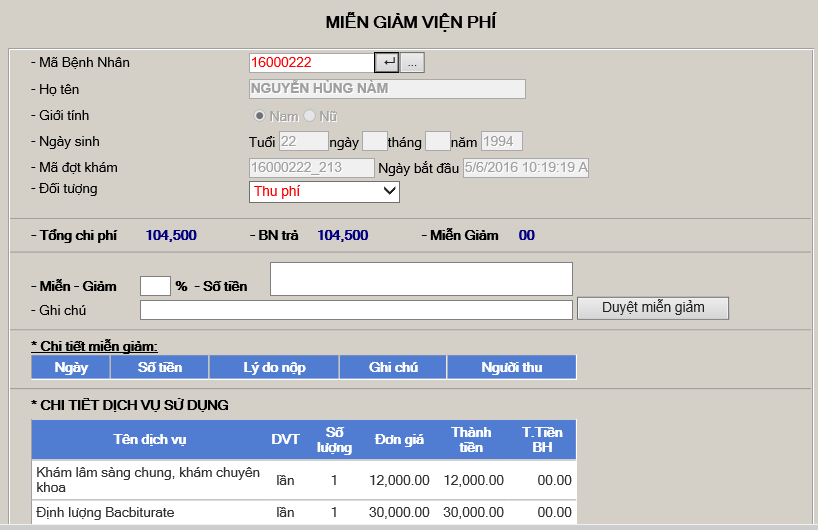 MIỄN GIẢM VIỆN PHÍ
- Mã Bệnh Nhân 16000222 ...
- Họ tên NGUYỄN HÙNG NÀM
- Giới tính Nam Nữ
- Ngày sinh Tuổi 22 ngày tháng năm 1994
- Mã đợt khám 16000222_213 Ngày bắt đầu 5/6/2016 10:19:19 A
- Đối tượng Thu phí
- Tổng chi phí 104,500 - BN trả 104,500 - Miễn Giảm 00
- Miễn - Giảm % - Số tiền
- Ghi chú Duyệt miễn giảm
* Chi tiết miễn giảm:
Ngày Số tiền Lý do nộp Ghi chú Người thu
* CHI TIẾT DỊCH VỤ SỬ DỤNG
Tên dịch vụ DVT Số lượng Đơn giá Thành tiền T.Tiền BH
Khám lâm sàng chung, khám chuyên khoa lần 1 12,000.00 12,000.00 00.00
Định lượng Bacbiturate lần 1 30,000.00 30,000.00 00.00